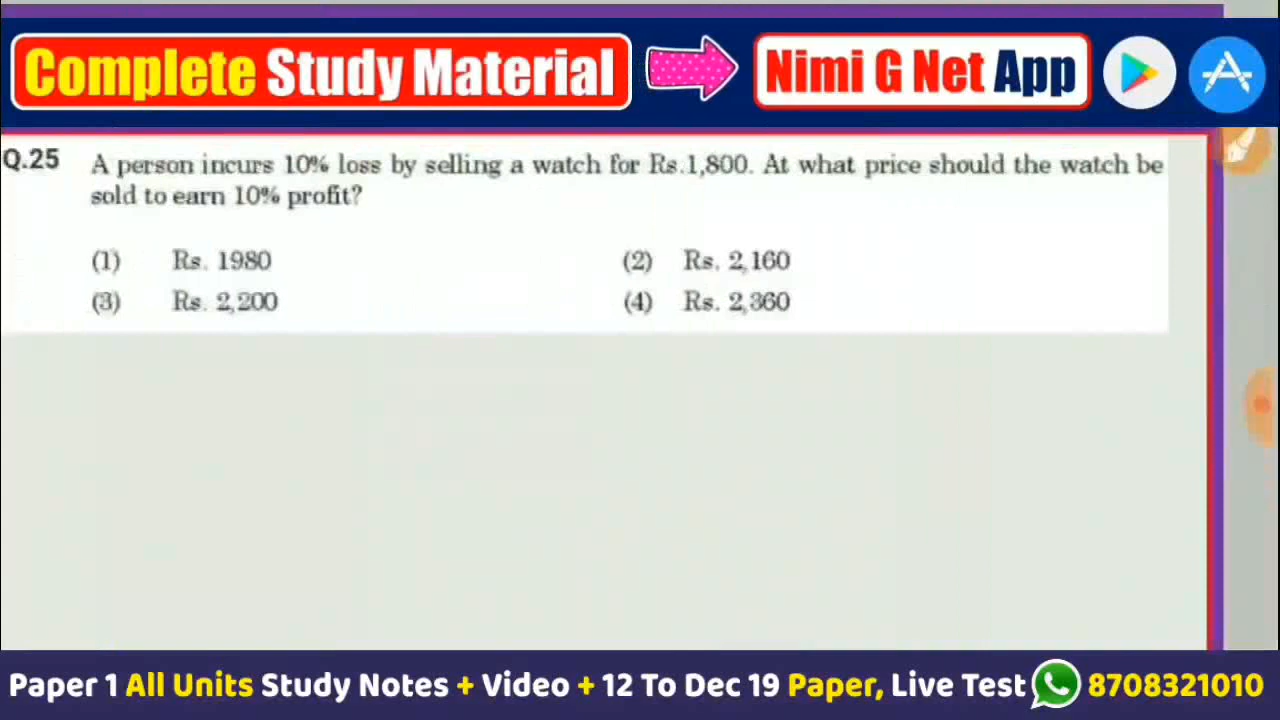 Complete Study Material Nimi G Net App
Q.25 A person incurs 10% loss by selling a watch for Rs.1,800. At what price should the watch be
sold to earn 10% profit?
(1) Rs. 1980 (2) Rs. 2,160
(3) Rs. 2,200 (4) Rs. 2,360
Paper 1 All Units Study Notes + Video + 12 To Dec 19 Paper, Live Test 8708321010